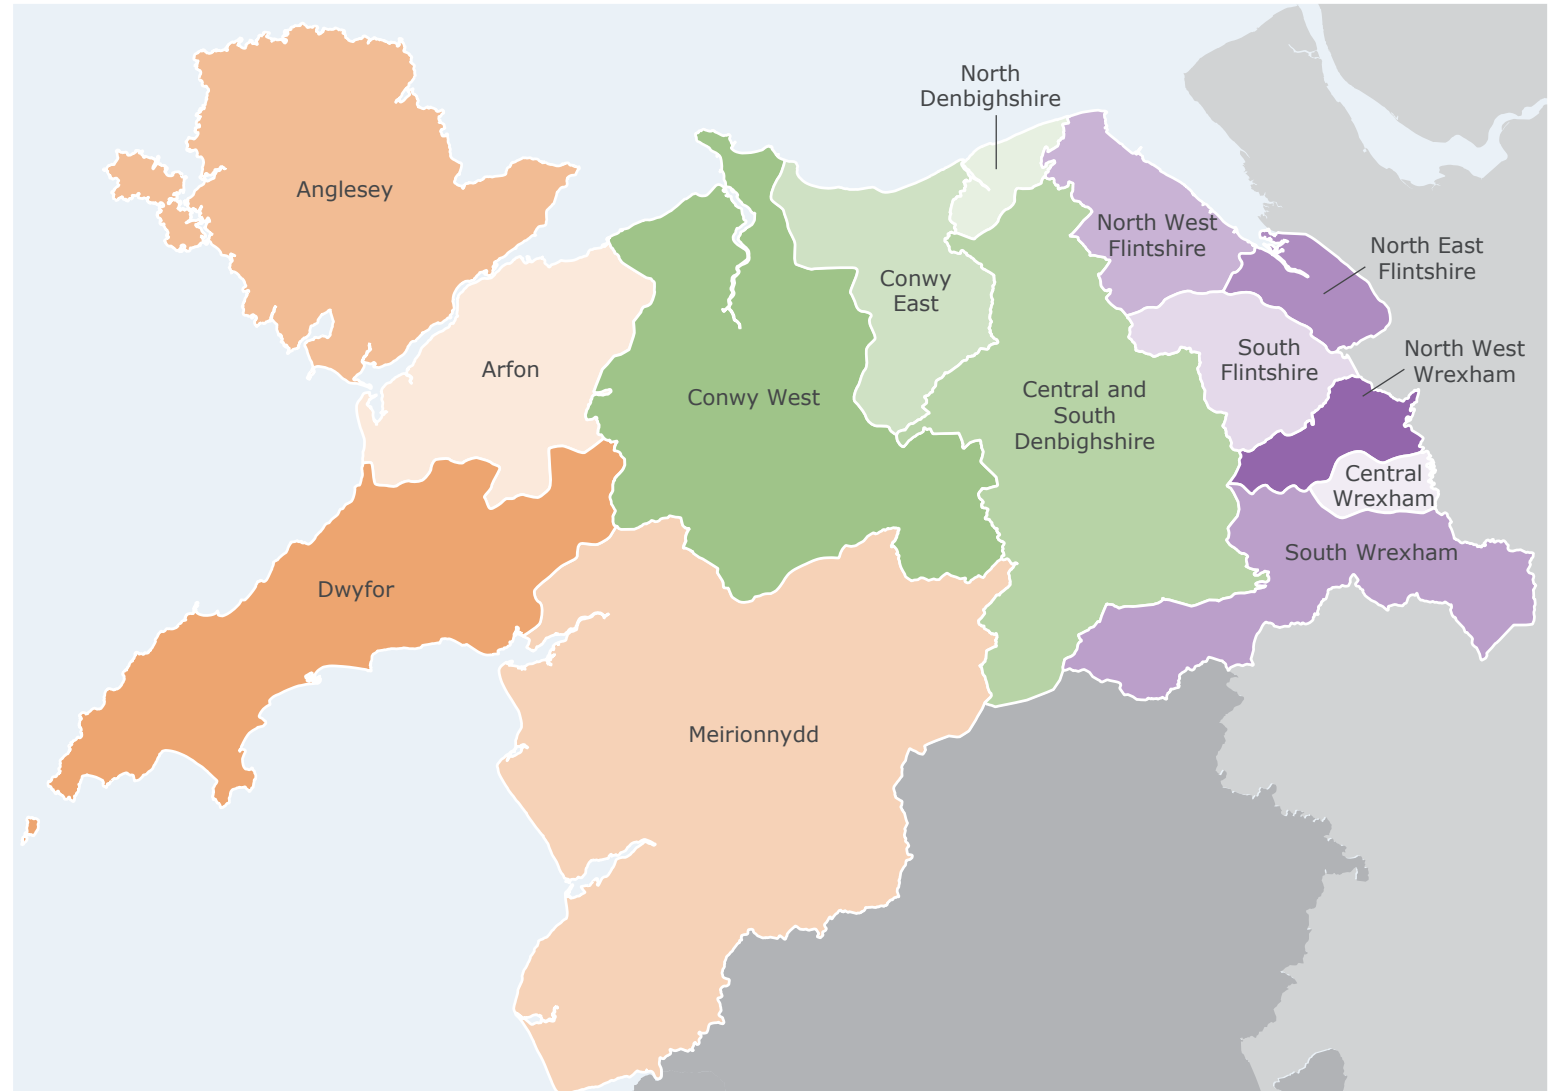 North
Denbighshire
Anglesey
North West
Flintshire
North East
Flintshire
Conwy
East
Arfon
South
Flintshire
North West
Wrexham
Conwy West
Central and
South
Denbighshire
Central
Wrexham
South Wrexham
Dwyfor
Meirionnydd